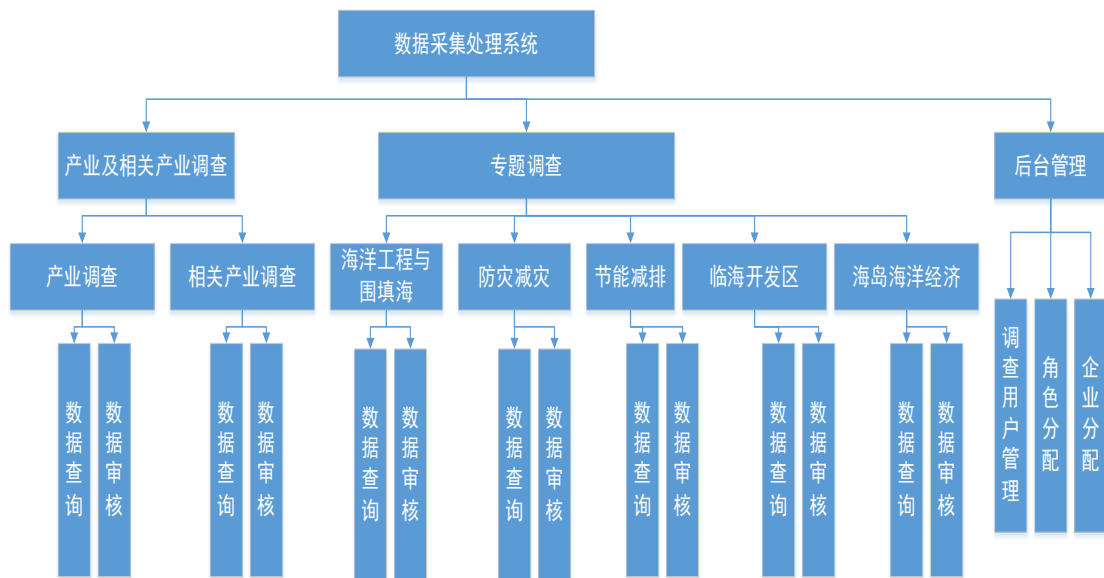 数据采集处理系统
产业及相关产业调查
专题调查
后台管理
产业调查
相关产业调查
海洋工程与
围填海
防灾减灾
节能减排
临海开发区
海岛海洋经济
数据查询
数据审核
数据查询
数据审核
数据查询
数据审核
数据查询
数据审核
数据查询
数据审核
数据查询
数据审核
数据查询
数据审核
调查用户管理
角色分配
企业分配